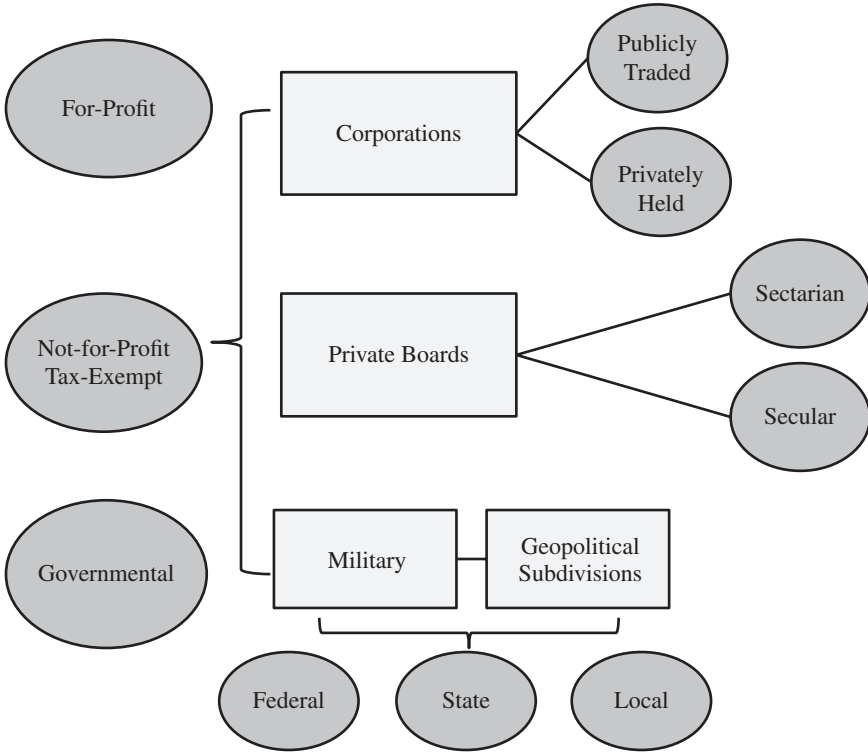 For-Profit
Corporations
Publicly
Traded
Privately
Held
Not-for-Profit
Tax-Exempt
Private Boards
Sectarian
Secular
Governmental
Military
Geopolitical
Subdivisions
Federal
State
Local